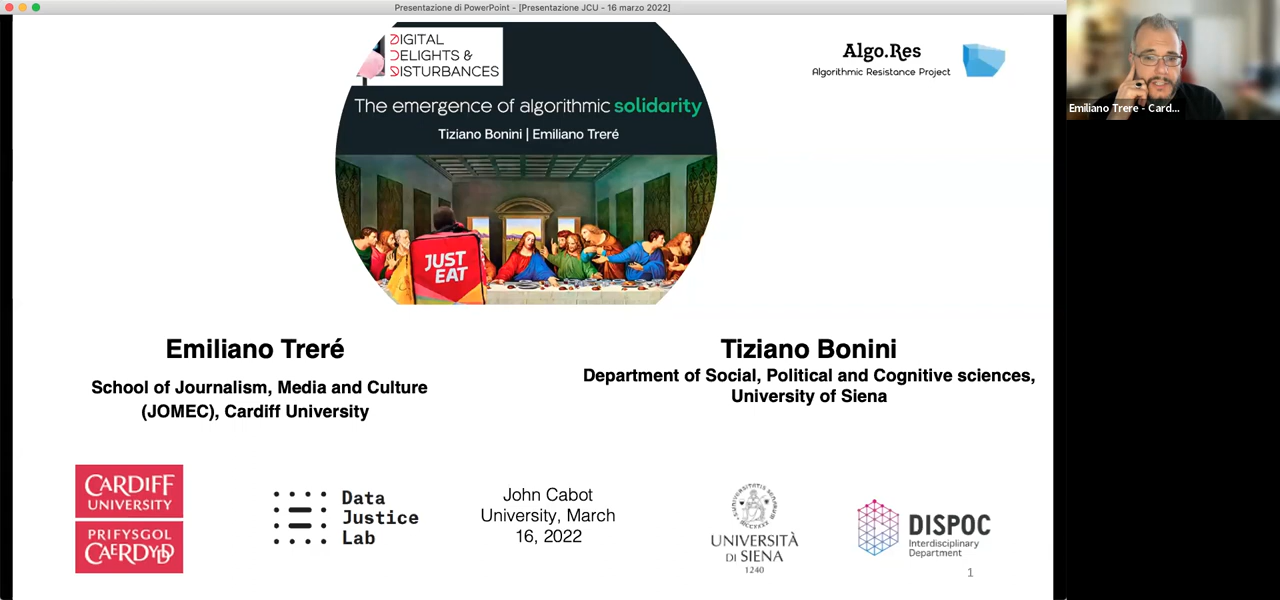 Presentazione di PowerPoint - [Presentazione JCU - 16 marzo 2022]
DIGITAL
DELIGHTS &
DISTURBANCES
Algo.Res
Algorithmic Resistance Project
The emergence of algorithmic solidarity
Tiziano Bonini | Emiliano Treré
Emiliano Trere - Card...
JUST
EAT
Emiliano Treré
School of Journalism, Media and Culture
(JOMEC), Cardiff University
Tiziano Bonini
Department of Social, Political and Cognitive sciences,
University of Siena
CARDIFF
UNIVERSITY
PRIFYSGOL
CAERDYDD
Data
Justice
Lab
John Cabot
University, March
16, 2022
UNIVERSITÀ
DI SIENA
1240
DISPOC
Interdisciplinary
Department
1